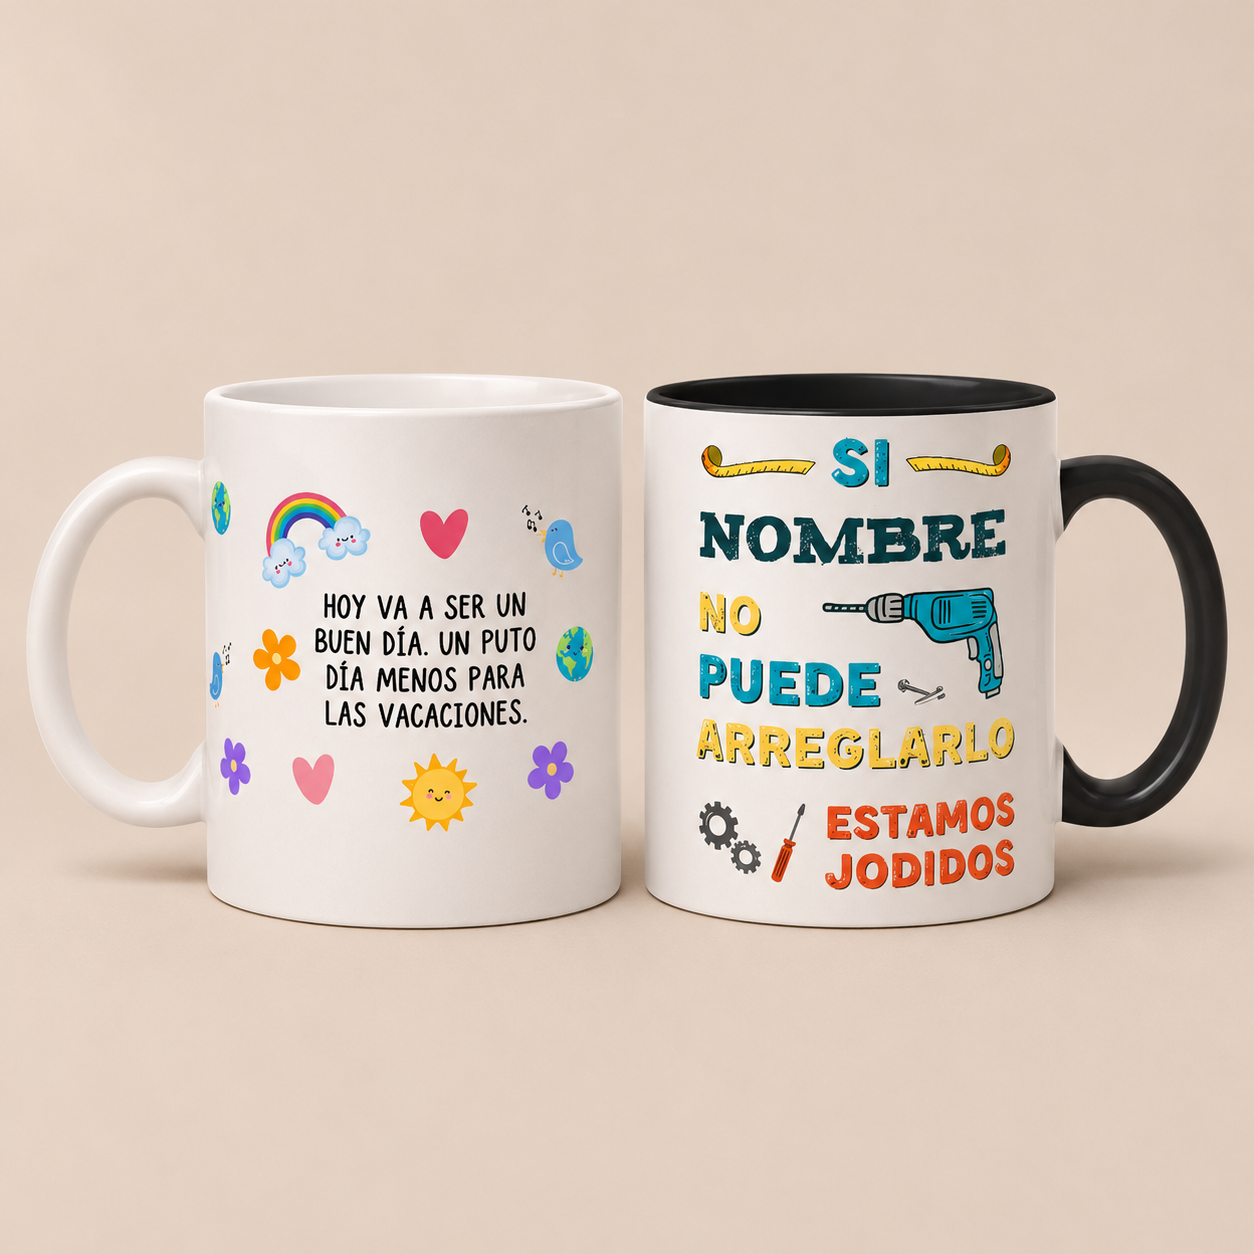 HOY VA A SER UN
BUEN DÍA. UN PUTO
DÍA MENOS PARA
LAS VACACIONES.
SI
NOMBRE
NO
PUEDE
ARREGLARLO
ESTAMOS
JODIDOS